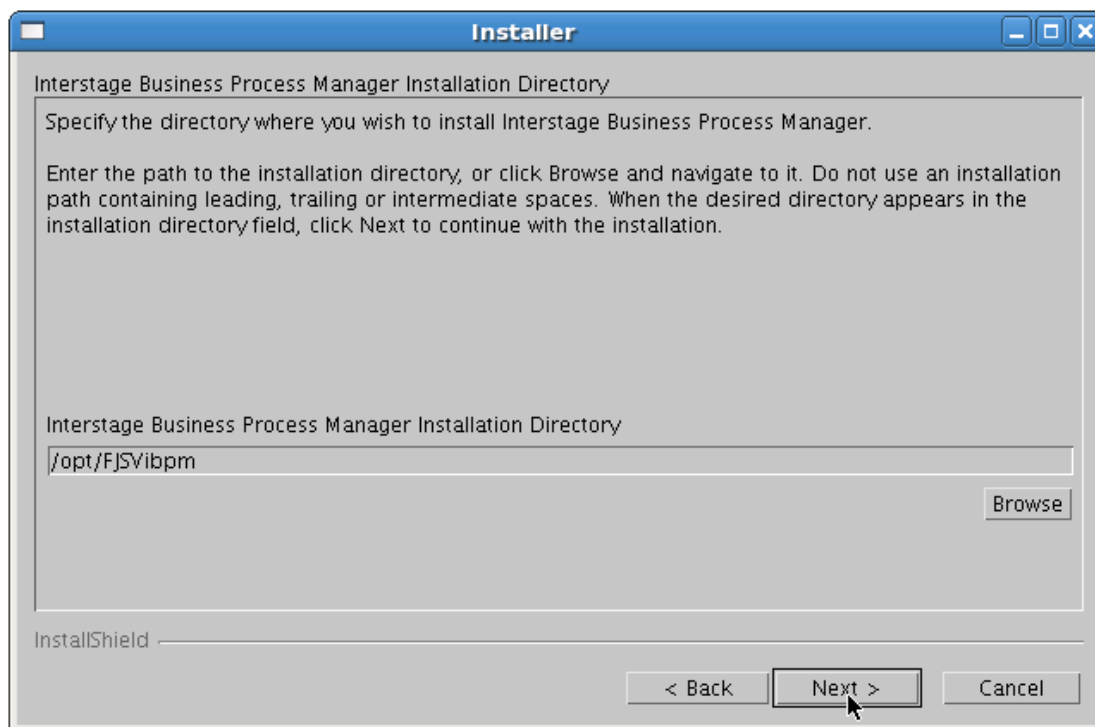 Installer
Interstage Business Process Manager Installation Directory
Specify the directory where you wish to install Interstage Business Process Manager.
Enter the path to the installation directory, or click Browse and navigate to it. Do not use an installation
path containing leading, trailing or intermediate spaces. When the desired directory appears in the
installation directory field, click Next to continue with the installation.
Interstage Business Process Manager Installation Directory
/opt/FJSVibpm
Browse
InstallShield
< Back Next > Cancel